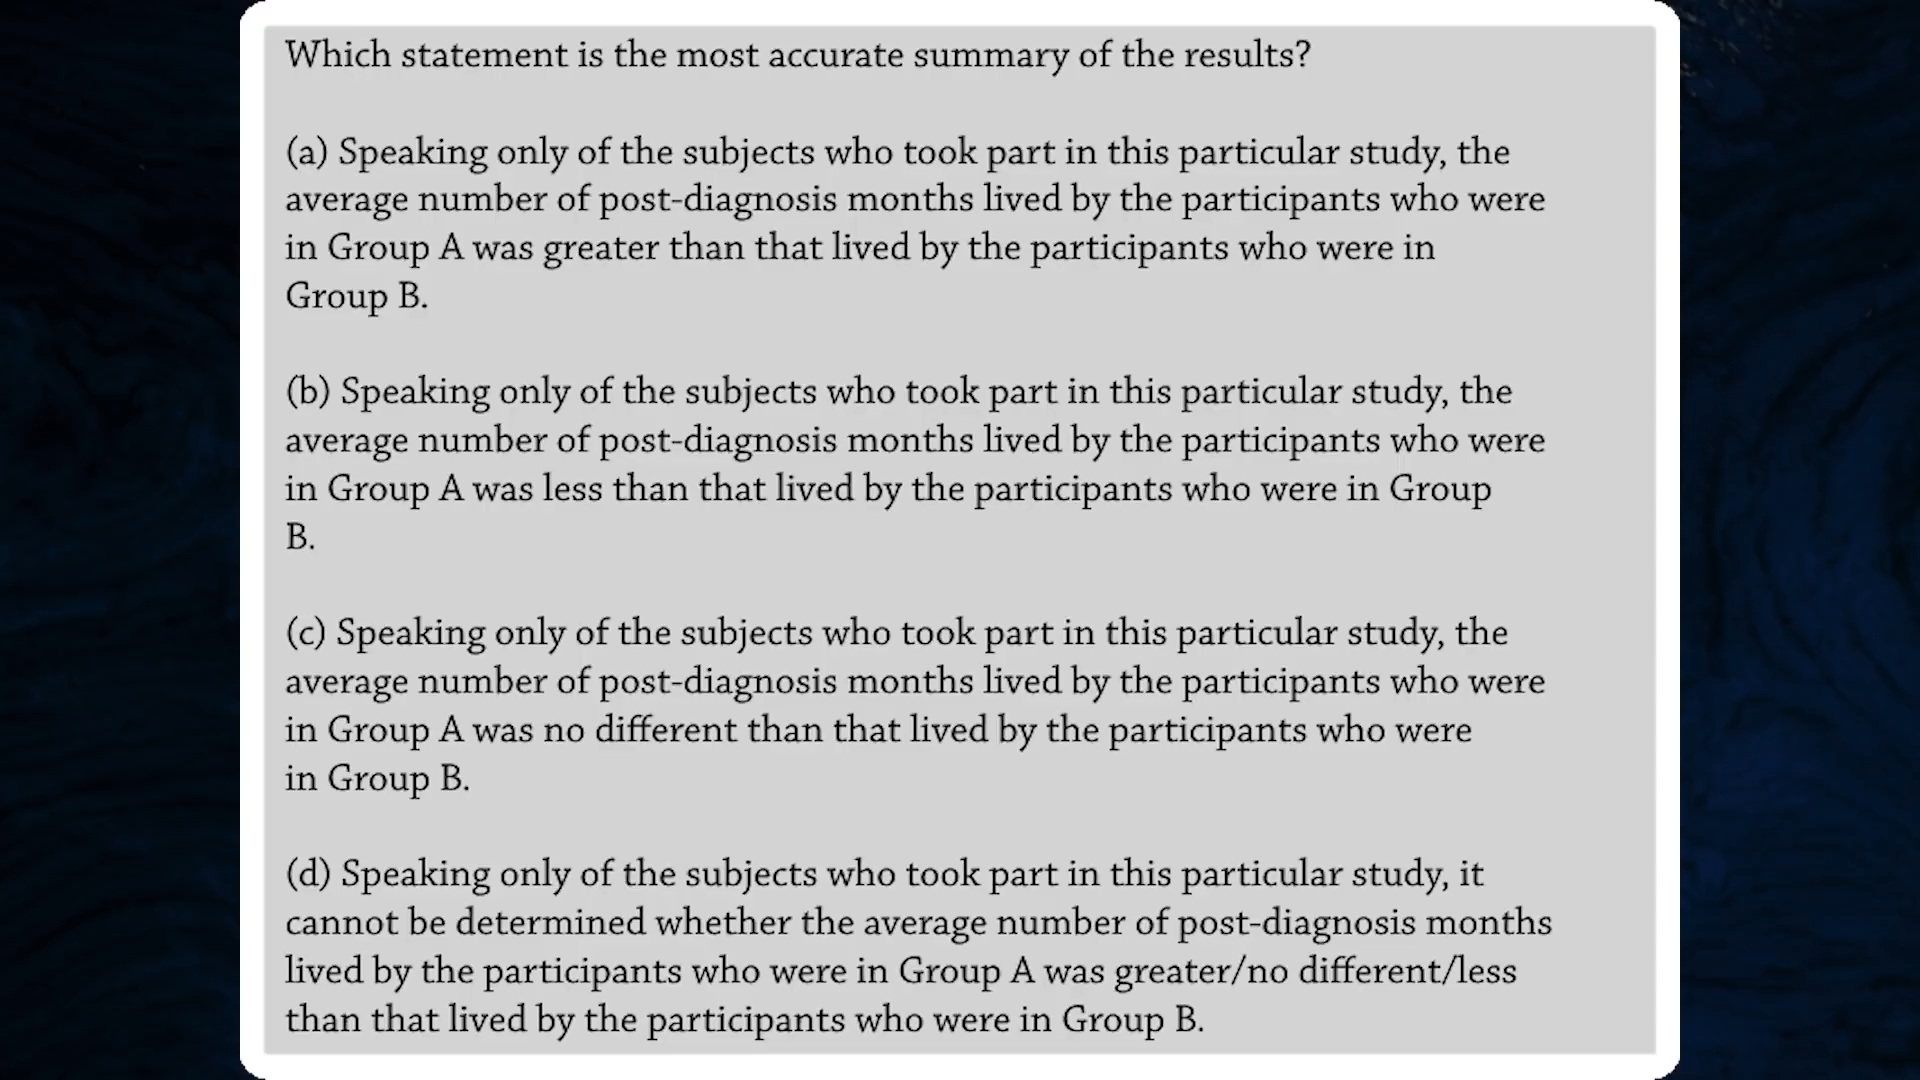 Which statement is the most accurate summary of the results?
(a) Speaking only of the subjects who took part in this particular study, the
average number of post-diagnosis months lived by the participants who were
in Group A was greater than that lived by the participants who were in
Group B.
(b) Speaking only of the subjects who took part in this particular study, the
average number of post-diagnosis months lived by the participants who were
in Group A was less than that lived by the participants who were in Group
B.
(c) Speaking only of the subjects who took part in this particular study, the
average number of post-diagnosis months lived by the participants who were
in Group A was no different than that lived by the participants who were
in Group B.
(d) Speaking only of the subjects who took part in this particular study, it
cannot be determined whether the average number of post-diagnosis months
lived by the participants who were in Group A was greater/no different/less
than that lived by the participants who were in Group B.